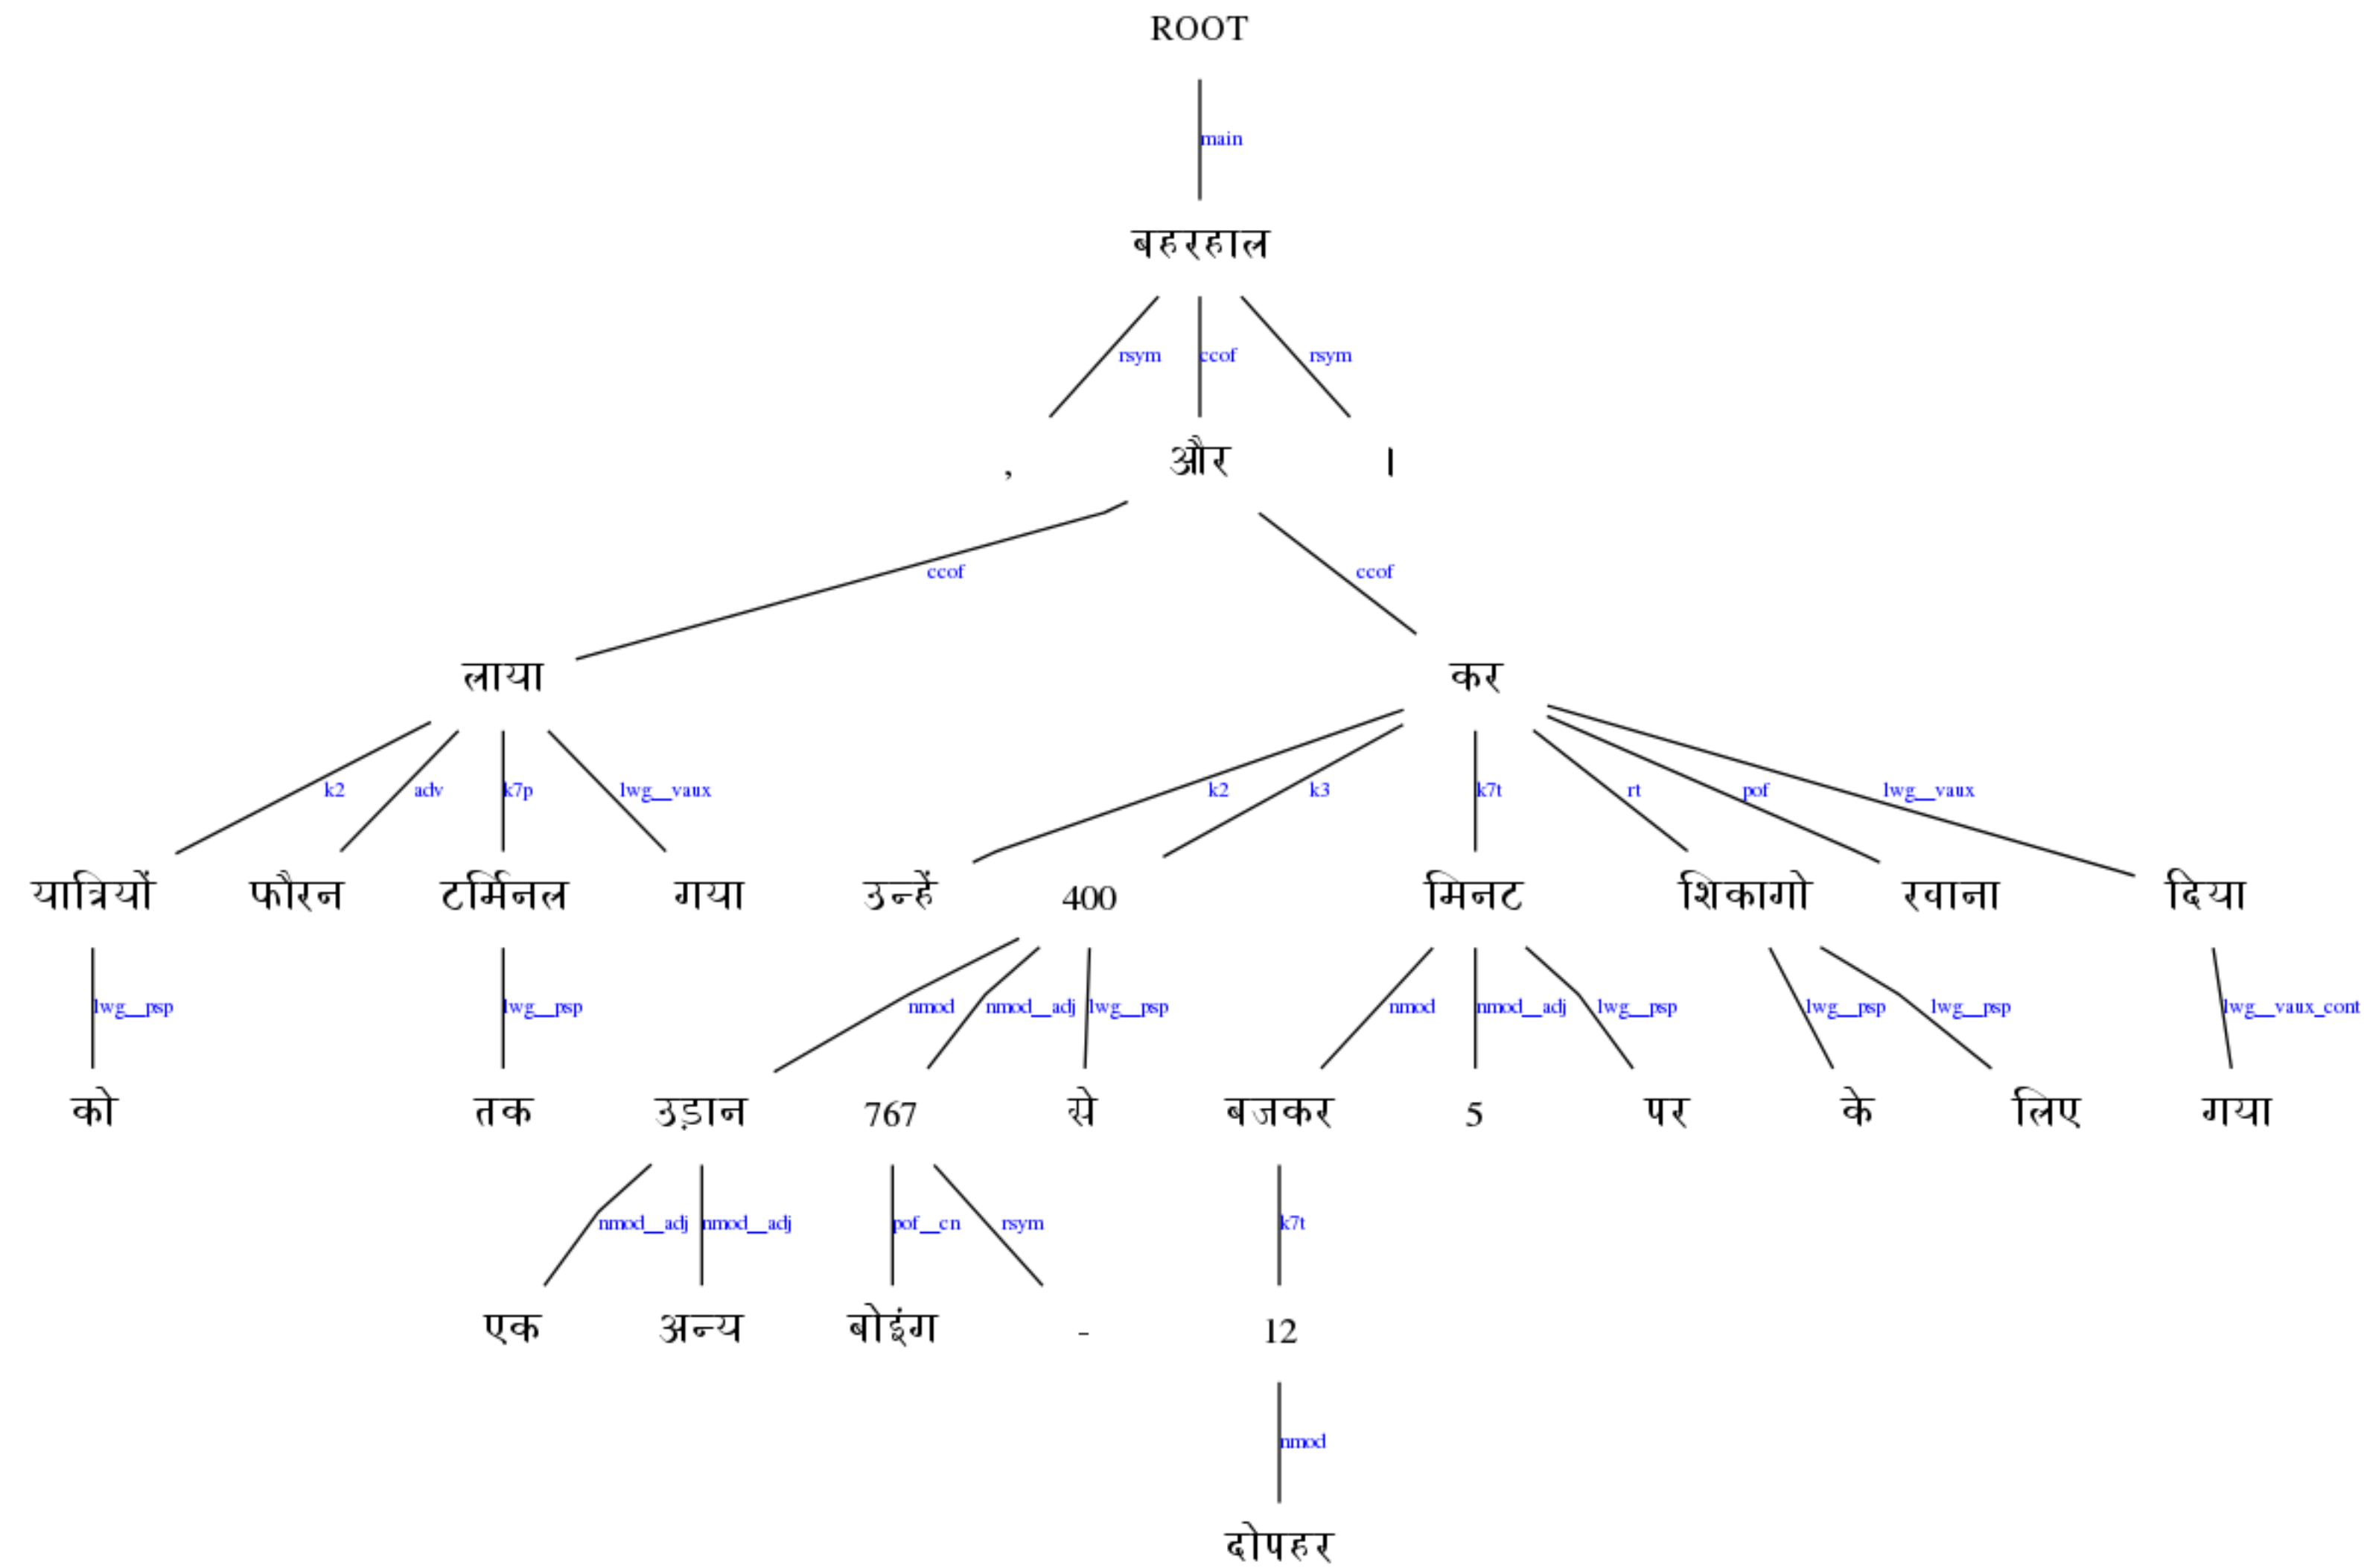 ROOT
main
बहरहाल
rsym ccof rsym
, और ।
ccof ccof
लाया कर
k2 adv k7p lwg__vaux k2 k3 k7t rt pof lwg__vaux
यात्रियों फौरन टर्मिनल गया उन्हें 400 मिनट शिकागो रवाना दिया
lwg__psp lwg__psp nmod nmod__adj lwg__psp nmod nmod__adj lwg__psp lwg__psp lwg__psp lwg__vaux_cont
को तक उड़ान 767 से बजकर 5 पर के लिए गया
nmod__adj nmod__adj pof__cn rsym k7t
एक अन्य बोइंग - 12
nmod
दोपहर